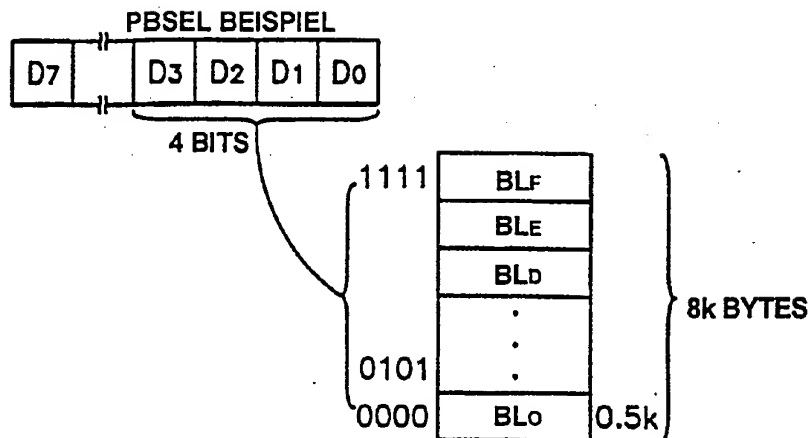 PBSEL BEISPIEL
D7 D3 D2 D1 D0
4 BITS
1111 BLF
BLE
BLD
8k BYTES
0101
0000 BL0 0.5k